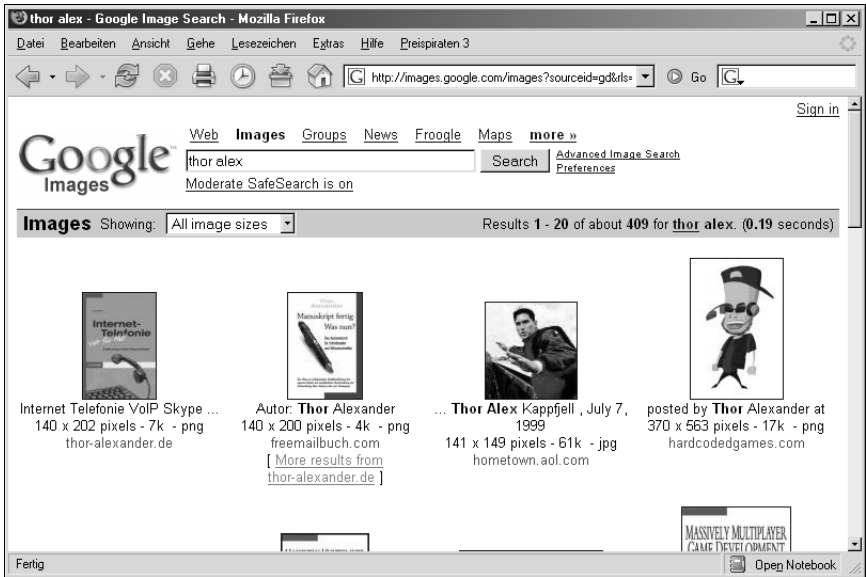 thor alex - Google Image Search - Mozilla Firefox
Datei Bearbeiten Ansicht Gehe Lesezeichen Extras Hilfe Preispiraten 3
G http://images.google.com/images?sourceid=gd&rls= Go G
Sign in
Web Images Groups News Froogle Maps more »
Google™
Images
thor alex Search Advanced Image Search
Preferences
Moderate SafeSearch is on
Images Showing: All image sizes Results 1 - 20 of about 409 for thor alex. (0.19 seconds)
Internet-
Telefonie
Thor
Alexander
Manuskript fertig-
Was nun?
Internet Telefonie VoIP Skype ...
140 x 202 pixels - 7k - png
thor-alexander.de
Autor: Thor Alexander
140 x 200 pixels - 4k - png
freemailbuch.com
[ More results from
thor-alexander.de ]
... Thor Alex Kappfjell , July 7,
1999
141 x 149 pixels - 61k - jpg
hometown.aol.com
posted by Thor Alexander at
370 x 563 pixels - 17k - png
hardcodedgames.com
MASSIVELY MULTIPLAYER
GAME DEVELOPMENT
Fertig Open Notebook